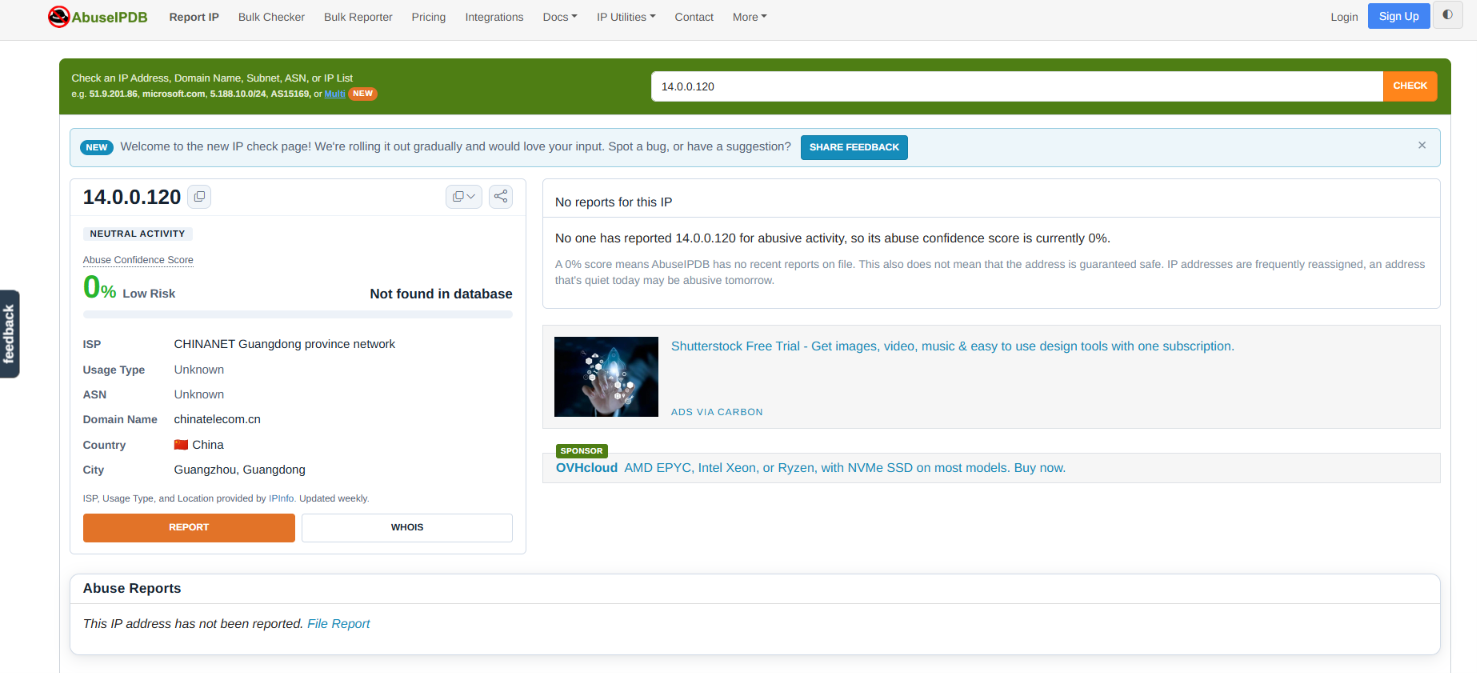 AbuseIPDB Report IP Bulk Checker Bulk Reporter Pricing Integrations Docs IP Utilities Contact More Login Sign Up
Check an IP Address, Domain Name, Subnet, ASN, or IP List
e.g. 51.9.201.86, microsoft.com, 5.188.10.0/24, AS15169, or Multi NEW
14.0.0.120 CHECK
NEW Welcome to the new IP check page! We're rolling it out gradually and would love your input. Spot a bug, or have a suggestion? SHARE FEEDBACK ×
feedback
14.0.0.120
NEUTRAL ACTIVITY
Abuse Confidence Score
0% Low Risk Not found in database
ISP CHINANET Guangdong province network
Usage Type Unknown
ASN Unknown
Domain Name chinatelecom.cn
Country China
City Guangzhou, Guangdong
ISP, Usage Type, and Location provided by IPInfo. Updated weekly.
REPORT WHOIS
No reports for this IP
No one has reported 14.0.0.120 for abusive activity, so its abuse confidence score is currently 0%.
A 0% score means AbuseIPDB has no recent reports on file. This also does not mean that the address is guaranteed safe. IP addresses are frequently reassigned, an address
that's quiet today may be abusive tomorrow.
Shutterstock Free Trial - Get images, video, music & easy to use design tools with one subscription.
ADS VIA CARBON
SPONSOR
OVHcloud AMD EPYC, Intel Xeon, or Ryzen, with NVMe SSD on most models. Buy now.
Abuse Reports
This IP address has not been reported. File Report